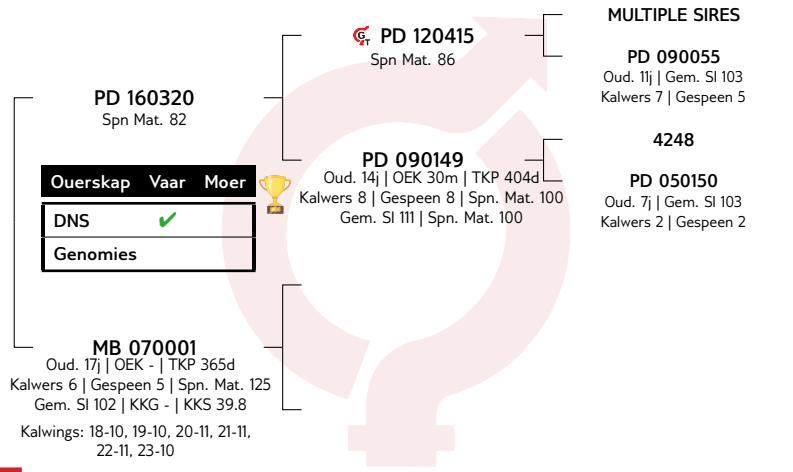 MULTIPLE SIRES
GT PD 120415
Spn Mat. 86
PD 090055
Oud. 11j | Gem. SI 103
Kalwers 7 | Gespeen 5
PD 160320
Spn Mat. 82
4248
PD 090149
Oud. 14j | OEK 30m | TKP 404d
Kalwers 8 | Gespeen 8 | Spn. Mat. 100
Gem. SI 111 | Spn. Mat. 100
PD 050150
Oud. 7j | Gem. SI 103
Kalwers 2 | Gespeen 2
Ouerskap Vaar Moer
DNS ✔
Genomies
MB 070001
Oud. 17j | OEK - | TKP 365d
Kalwers 6 | Gespeen 5 | Spn. Mat. 125
Gem. SI 102 | KKG - | KKS 39.8
Kalwings: 18-10, 19-10, 20-11, 21-11,
22-11, 23-10